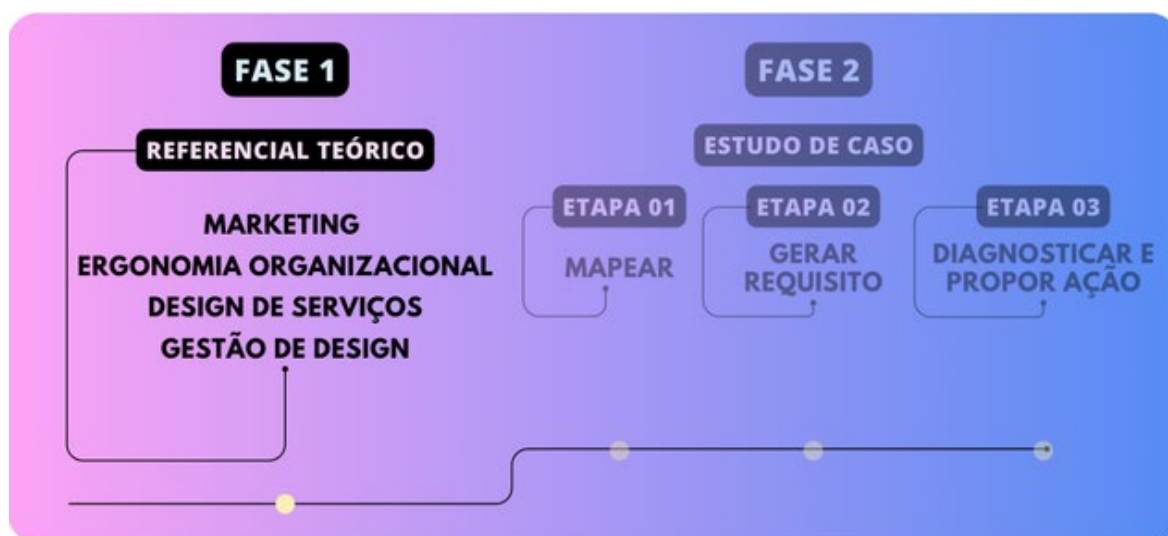 FASE 1
REFERENCIAL TEÓRICO
MARKETING
ERGONOMIA ORGANIZACIONAL
DESIGN DE SERVIÇOS
GESTÃO DE DESIGN
FASE 2
ESTUDO DE CASO
ETAPA 01
MAPEAR
ETAPA 02
GERAR
REQUISITO
ETAPA 03
DIAGNOSTICAR E
PROPOR AÇÃO